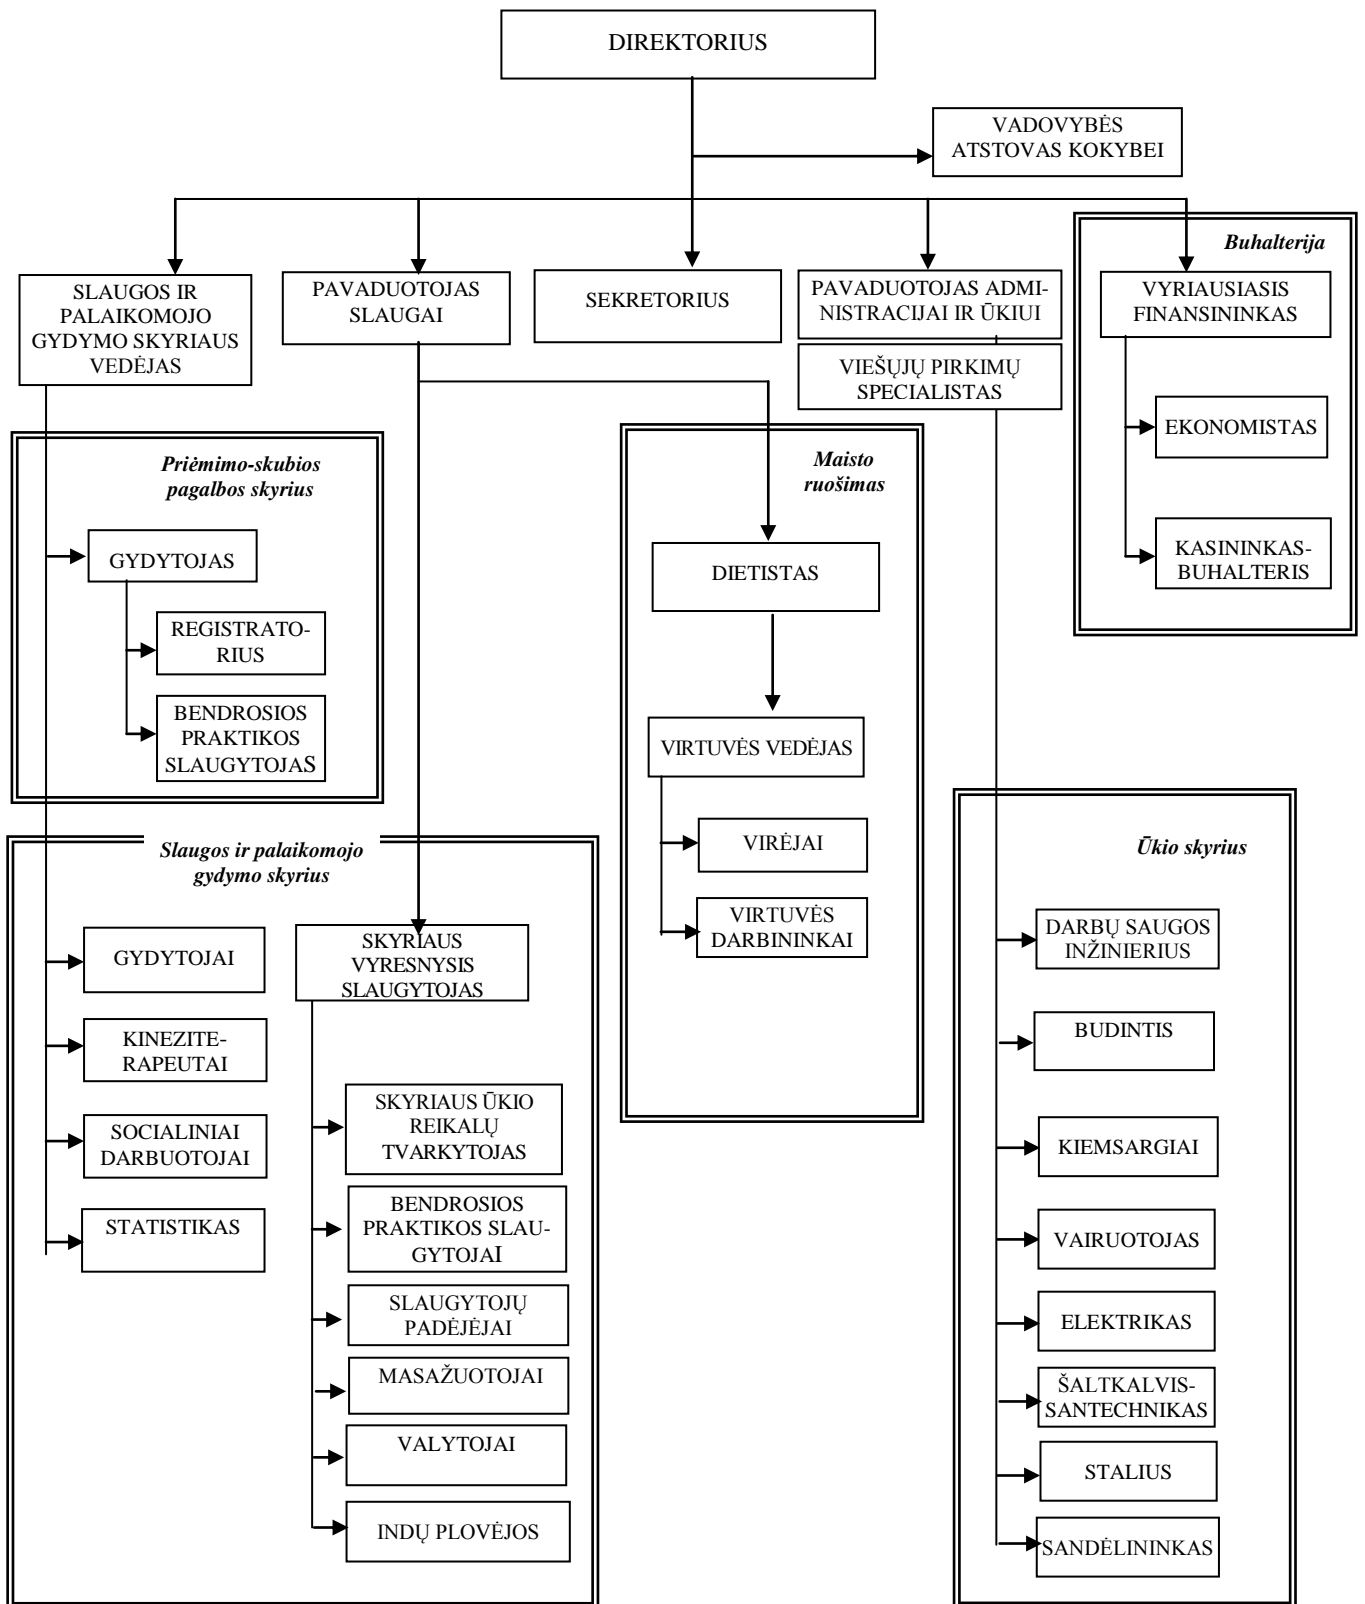 DIREKTORIUS
VADOVYBĖS
ATSTOVAS KOKYBEI
SLAUGOS IR
PALAIKOMOJO
GYDYMO SKYRIAUS
VEDĖJAS
PAVADUOTOJAS
SLAUGAI
SEKRETORIUS
PAVADUOTOJAS ADMI-
NISTRACIJAI IR ŪKIUI
VIEŠŲJŲ PIRKIMŲ
SPECIALISTAS
Buhalterija
VYRIAUSIASIS
FINANSININKAS
EKONOMISTAS
KASININKAS-
BUHALTERIS
Priėmimo-skubios
pagalbos skyrius
GYDYTOJAS
REGISTRATO-
RIUS
BENDROSIOS
PRAKTIKOS
SLAUGYTOJAS
Maisto
ruošimas
DIETISTAS
VIRTUVĖS VEDĖJAS
VIRĖJAI
VIRTUVĖS
DARBININKAI
Slaugos ir palaikomojo
gydymo skyrius
GYDYTOJAI
KINEZITE-
RAPEUTAI
SOCIALINIAI
DARBUOTOJAI
STATISTIKAS
SKYRIAUS
VYRESNYSIS
SLAUGYTOJAS
SKYRIAUS ŪKIO
REIKALŲ
TVARKYTOJAS
BENDROSIOS
PRAKTIKOS SLAU-
GYTOJAI
SLAUGYTOJŲ
PADĖJĖJAI
MASAŽUOTOJAI
VALYTOJAI
INDŲ PLOVĖJOS
Ūkio skyrius
DARBŲ SAUGOS
INŽINIERIUS
BUDINTIS
KIEMSARGIAI
VAIRUOTOJAS
ELEKTRIKAS
ŠALTKALVIS-
SANTECHNIKAS
STALIUS
SANDĖLININKAS